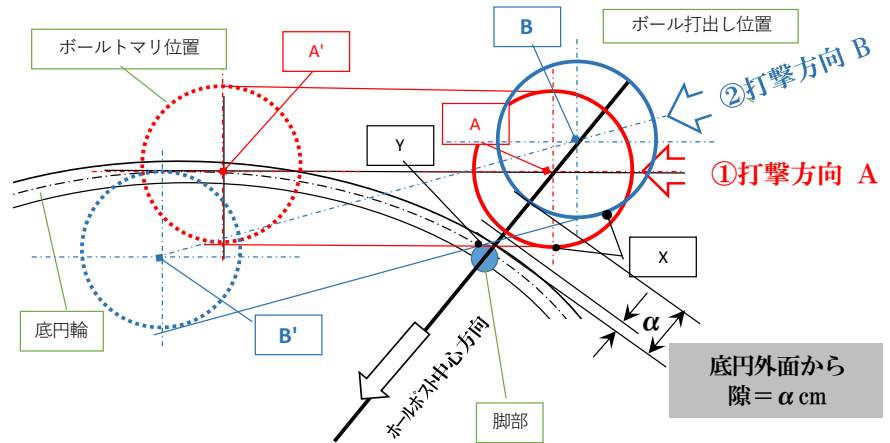 ボールトマリ位置
A'
B
ボール打出し位置
②打撃方向 B
A
Y
①打撃方向 A
X
底円輪
B'
ホールポスト中心方向
α
脚部
底円外面から
隙＝α cm